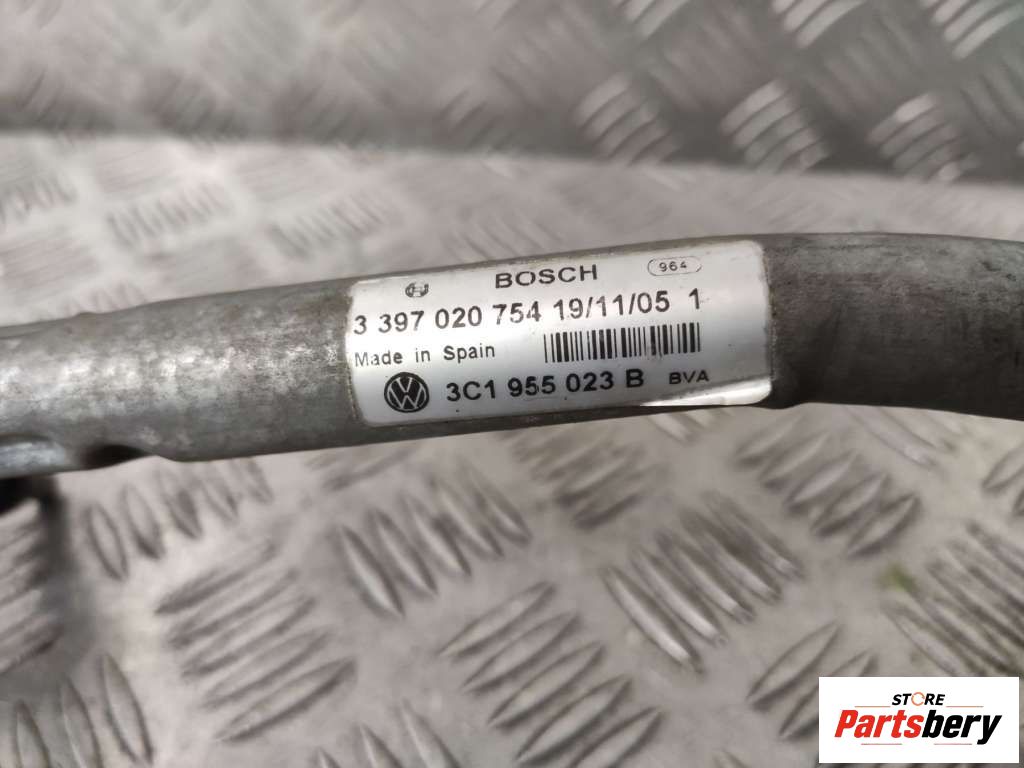 BOSCH 964
3 397 020 754 19/11/05 1
Made in Spain
VW 3C1 955 023 B BVA
STORE
Partsbery